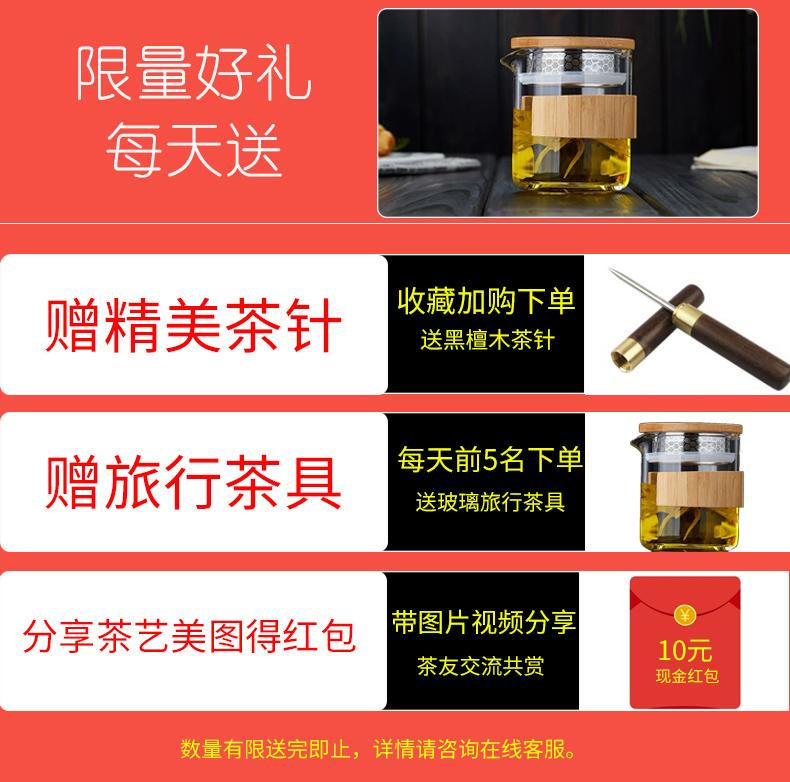 限量好礼
每天送
赠精美茶针
收藏加购下单
送黑檀木茶针
赠旅行茶具
每天前5名下单
送玻璃旅行茶具
分享茶艺美图得红包
带图片视频分享
茶友交流共赏
¥
10元
现金红包
数量有限送完即止，详情请咨询在线客服。